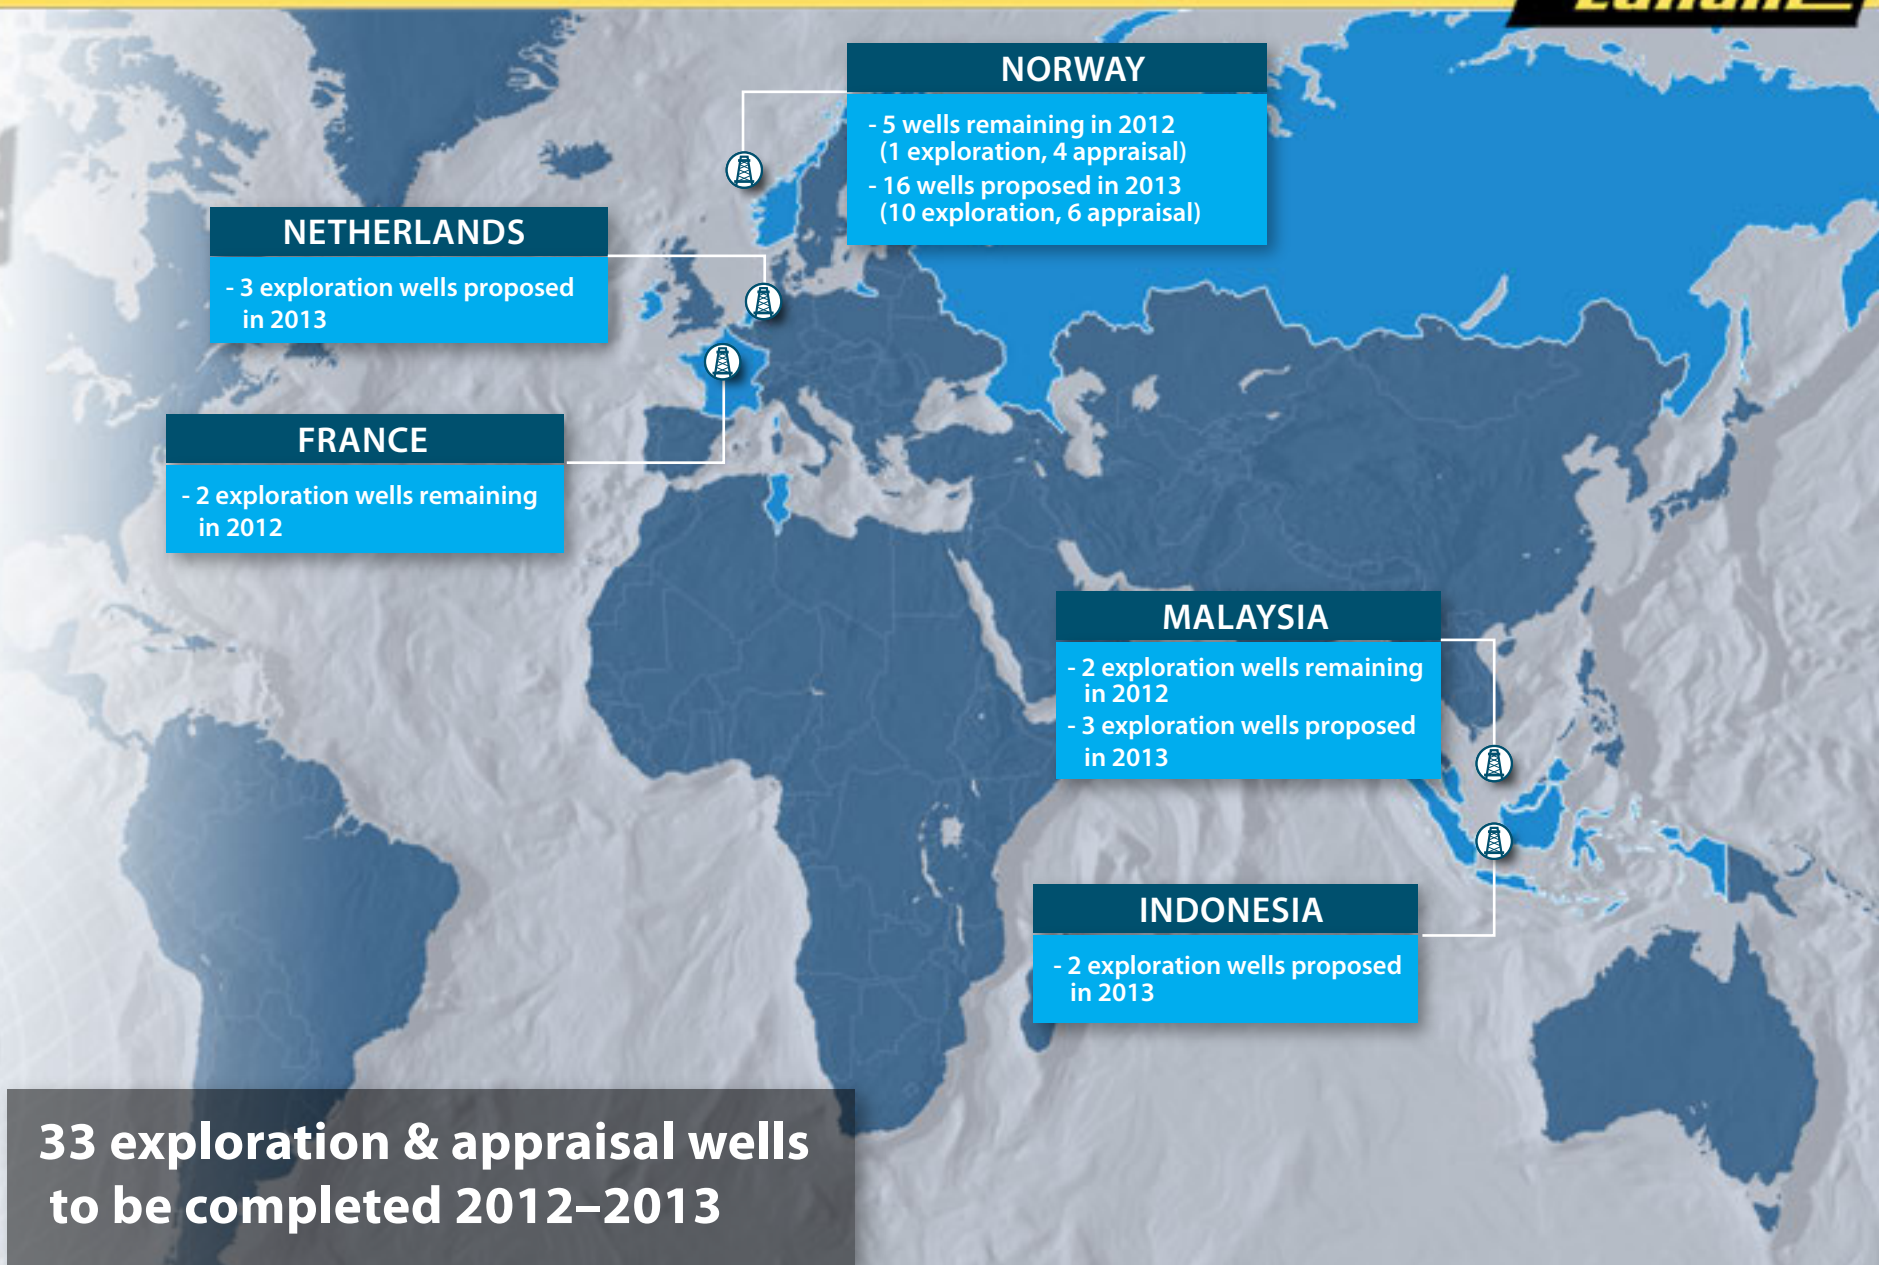 NORWAY
- 5 wells remaining in 2012
(1 exploration, 4 appraisal)
- 16 wells proposed in 2013
(10 exploration, 6 appraisal)
NETHERLANDS
- 3 exploration wells proposed
in 2013
FRANCE
- 2 exploration wells remaining
in 2012
MALAYSIA
- 2 exploration wells remaining
in 2012
- 3 exploration wells proposed
in 2013
INDONESIA
- 2 exploration wells proposed
in 2013
33 exploration & appraisal wells
to be completed 2012–2013